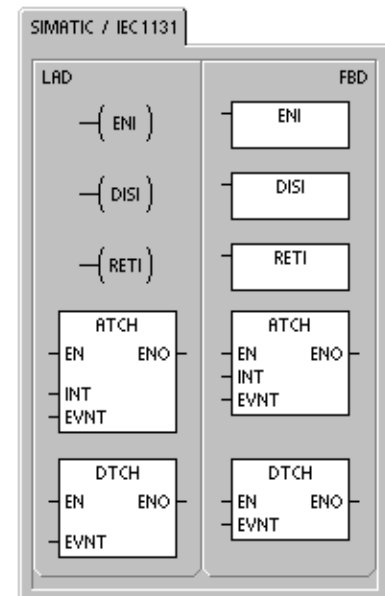 SIMATIC / IEC1131
LAD
FBD
ENI
DISI
RETI
ATCH
EN ENO
INT
EVNT
DTCH
EN ENO
EVNT
ENI
DISI
RETI
ATCH
EN ENO
INT
EVNT
DTCH
EN ENO
EVNT